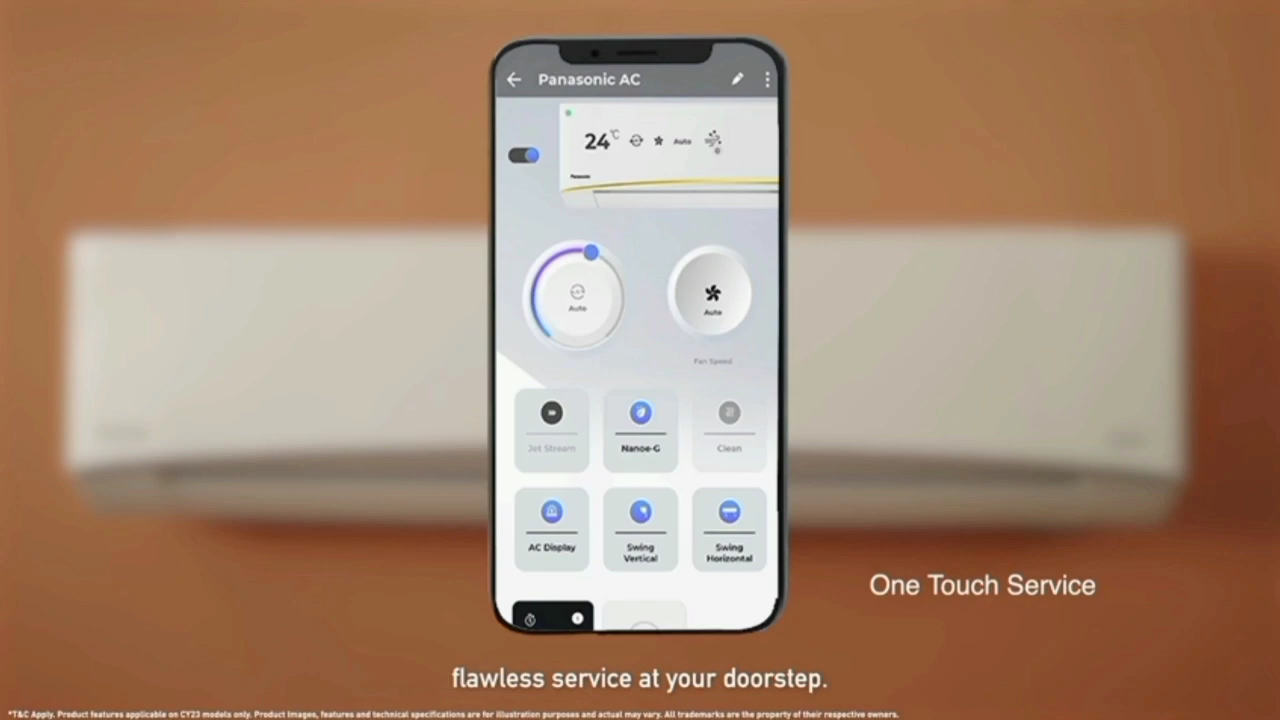 Panasonic AC
24°C
Auto
Panasonic
Auto
Auto
Fan Speed
Jet Stream
Nanoe-G
Clean
AC Display
Swing
Vertical
Swing
Horizontal
One Touch Service
flawless service at your doorstep.
*T&C Apply. Product features applicable on CY23 models only. Product Images, features and technical specifications are for illustration purposes and actual may vary. All trademarks are the property of their respective owners.